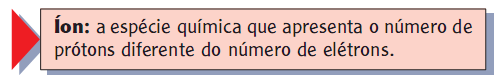 Íon: a espécie química que apresenta o número de
prótons diferente do número de elétrons.